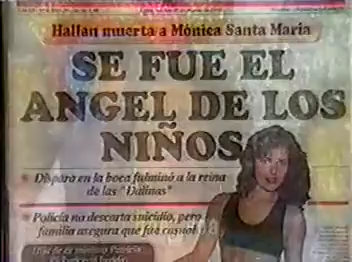 Hallan muerta a Mónica Santa María
SE FUE EL
ANGEL DE LOS
NIÑOS
Disparo en la boca fulminó a la reina
de las "Dalinas"
Policía no descarta suicidio, pero
familia asegura que fue casual